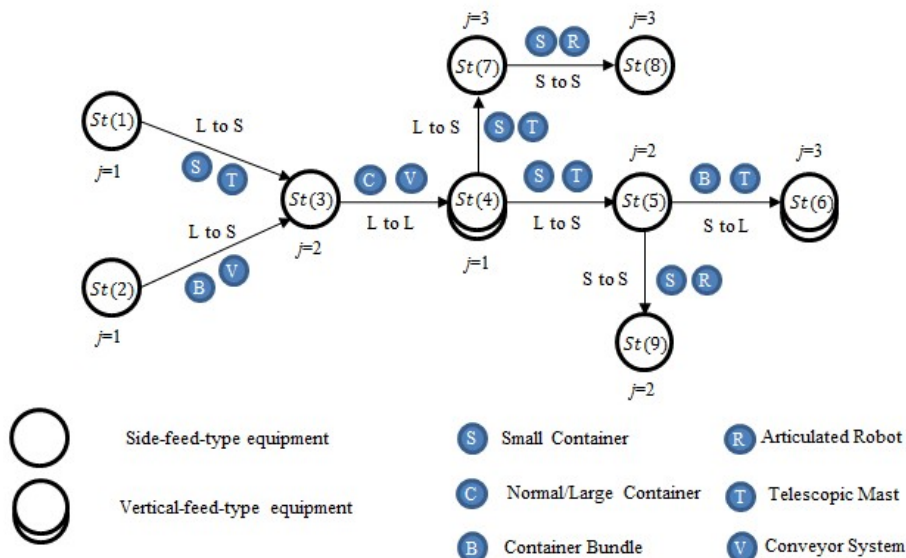 j=3
j=3
S R
St(7)
St(8)
S to S
St(1)
L to S
L to S
S T
j=1
S
T
j=2
j=3
C V
S T
B T
St(3)
St(4)
St(5)
St(6)
L to S
L to L
L to S
S to L
j=2
j=1
B V
St(2)
S to S
S R
j=1
St(9)
j=2
Side-feed-type equipment
S Small Container
R Articulated Robot
C Normal/Large Container
T Telescopic Mast
Vertical-feed-type equipment
B Container Bundle
V Conveyor System